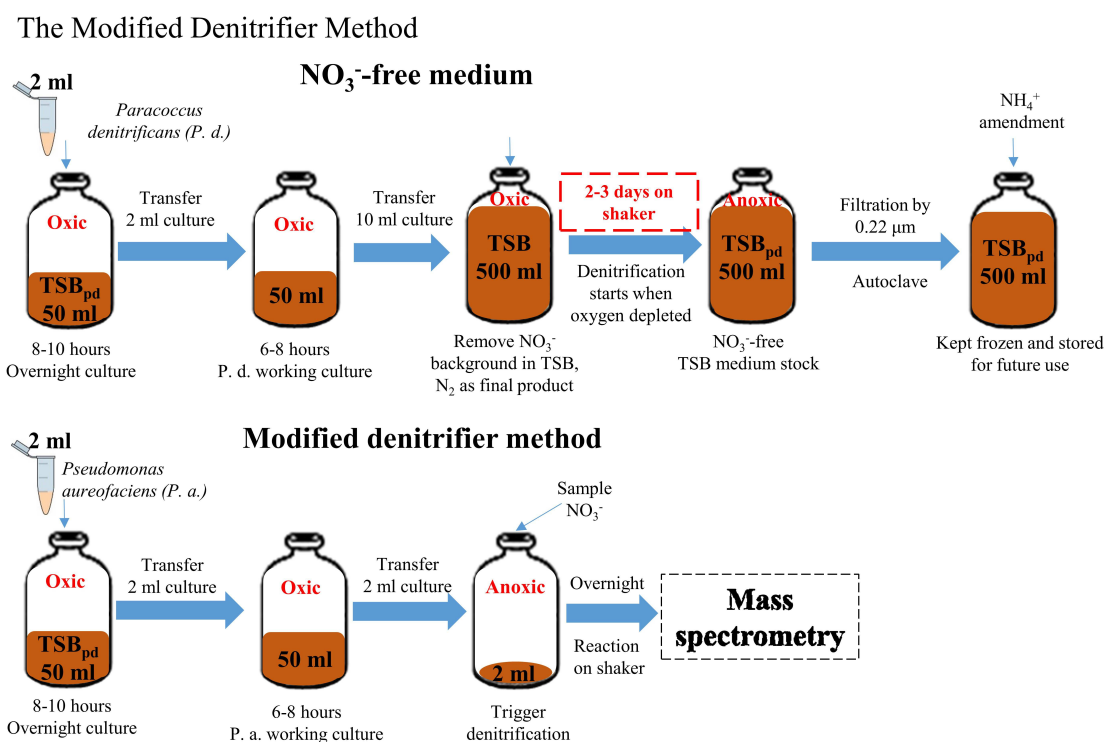 The Modified Denitrifier Method
NO₃⁻-free medium
2 ml
Paracoccus
denitrificans (P. d.)
Oxic
TSBpd
50 ml
8-10 hours
Overnight culture
Transfer
2 ml culture
Oxic
50 ml
6-8 hours
P. d. working culture
Transfer
10 ml culture
Oxic
TSB
500 ml
Remove NO₃⁻
background in TSB,
N₂ as final product
2-3 days on
shaker
Denitrification
starts when
oxygen depleted
Anoxic
TSBpd
500 ml
NO₃⁻-free
TSB medium stock
Filtration by
0.22 μm
Autoclave
NH₄⁺
amendment
TSBpd
500 ml
Kept frozen and stored
for future use
Modified denitrifier method
2 ml
Pseudomonas
aureofaciens (P. a.)
Oxic
TSBpd
50 ml
8-10 hours
Overnight culture
Transfer
2 ml culture
Oxic
50 ml
6-8 hours
P. a. working culture
Transfer
2 ml culture
Sample
NO₃⁻
Anoxic
2 ml
Trigger
denitrification
Overnight
Reaction
on shaker
Mass
spectrometry